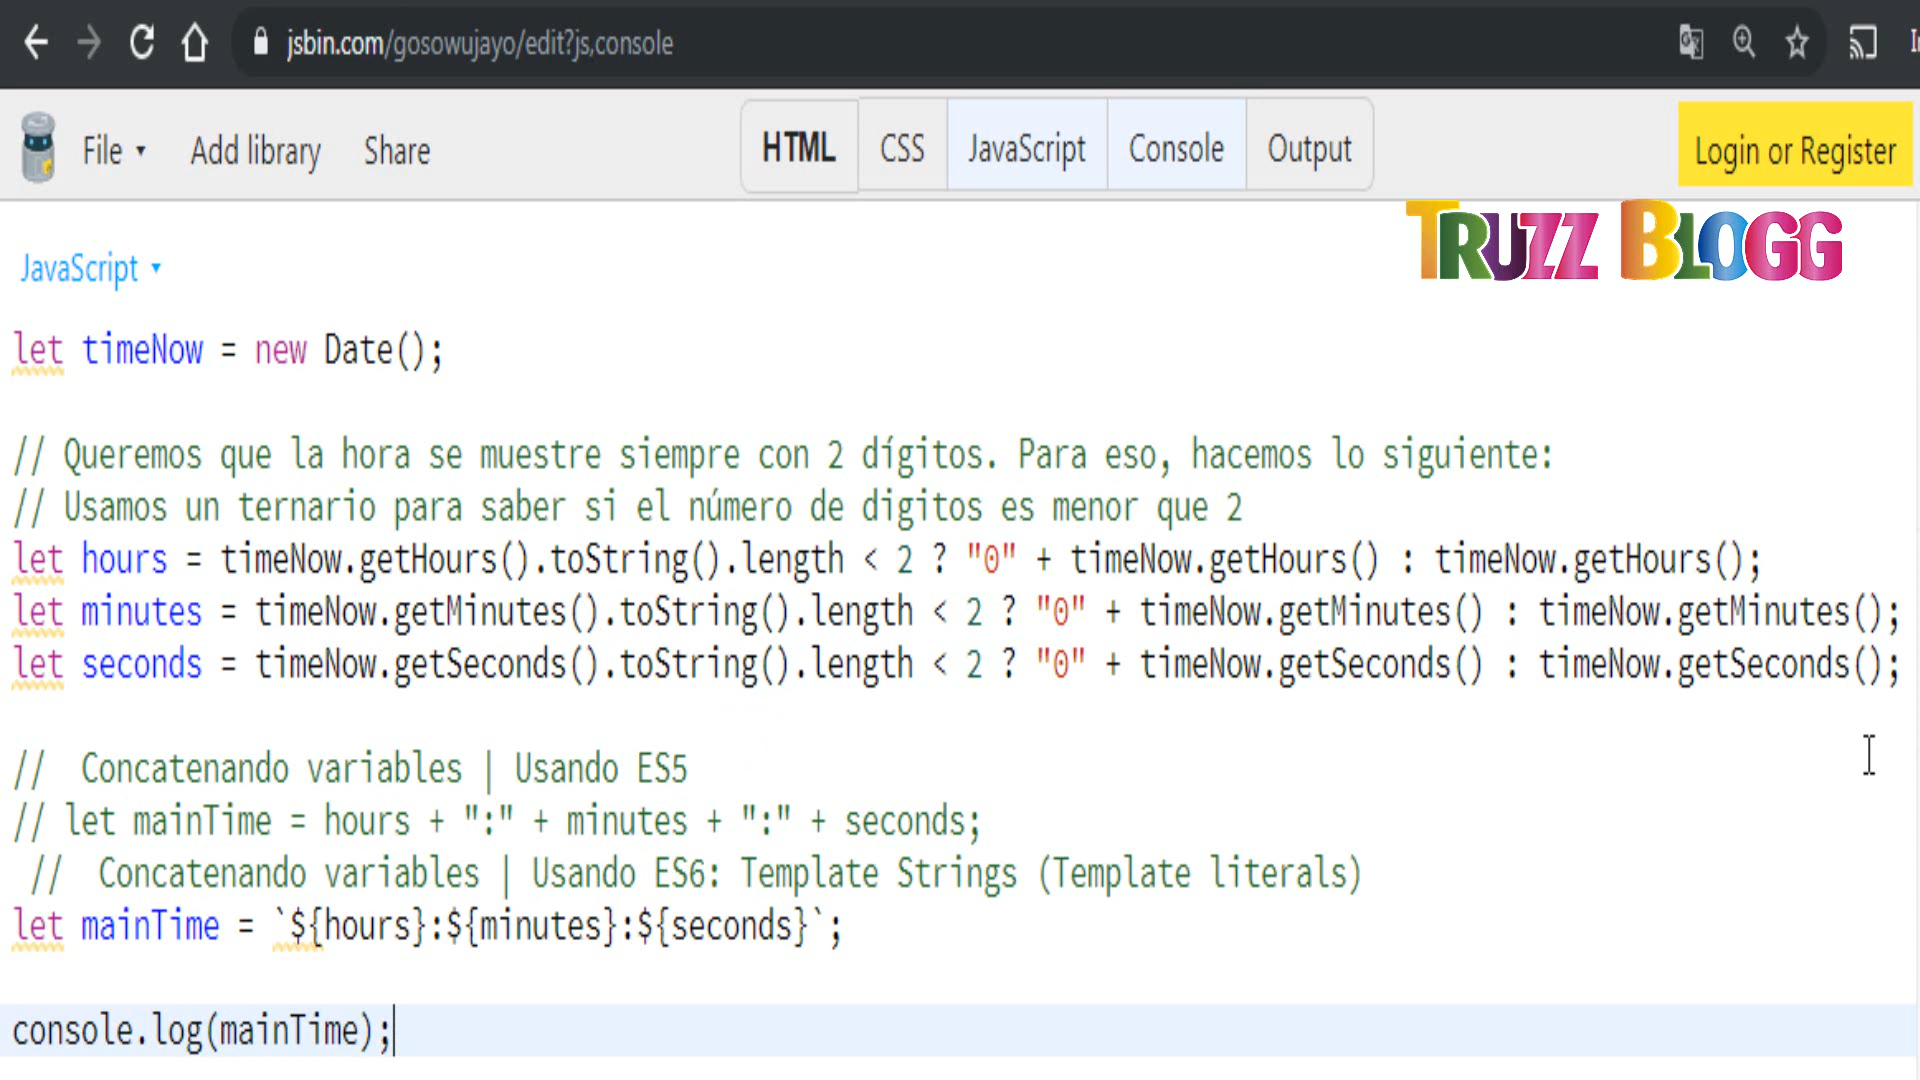 jsbin.com/gosowujayo/edit?js,console
File Add library Share HTML CSS JavaScript Console Output Login or Register
TRUZZ BLOGG
JavaScript
let timeNow = new Date();
// Queremos que la hora se muestre siempre con 2 dígitos. Para eso, hacemos lo siguiente:
// Usamos un ternario para saber si el número de digitos es menor que 2
let hours = timeNow.getHours().toString().length < 2 ? "0" + timeNow.getHours() : timeNow.getHours();
let minutes = timeNow.getMinutes().toString().length < 2 ? "0" + timeNow.getMinutes() : timeNow.getMinutes();
let seconds = timeNow.getSeconds().toString().length < 2 ? "0" + timeNow.getSeconds() : timeNow.getSeconds();
//  Concatenando variables | Usando ES5
// let mainTime = hours + ":" + minutes + ":" + seconds;
//  Concatenando variables | Usando ES6: Template Strings (Template literals)
let mainTime = `${hours}:${minutes}:${seconds}`;
console.log(mainTime);